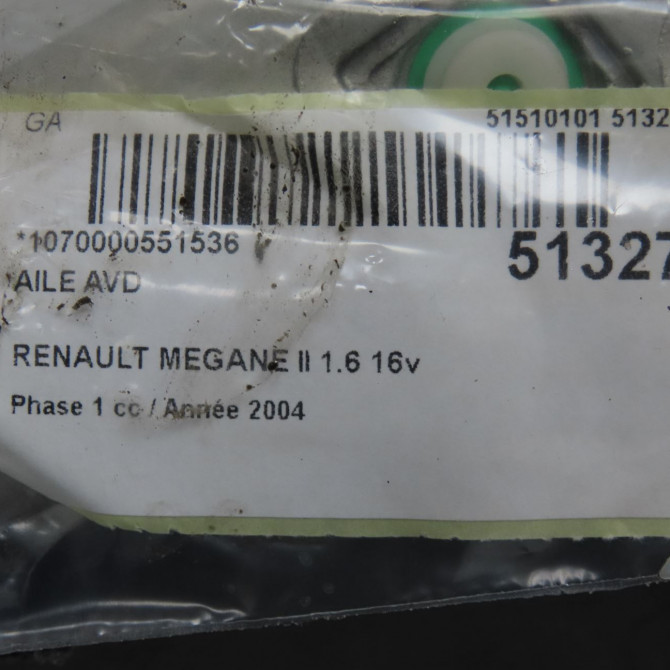 GA 51510101 5132
*1070000551536 51327
AILE AVD
RENAULT MEGANE II 1.6 16v
Phase 1 cc / Année 2004